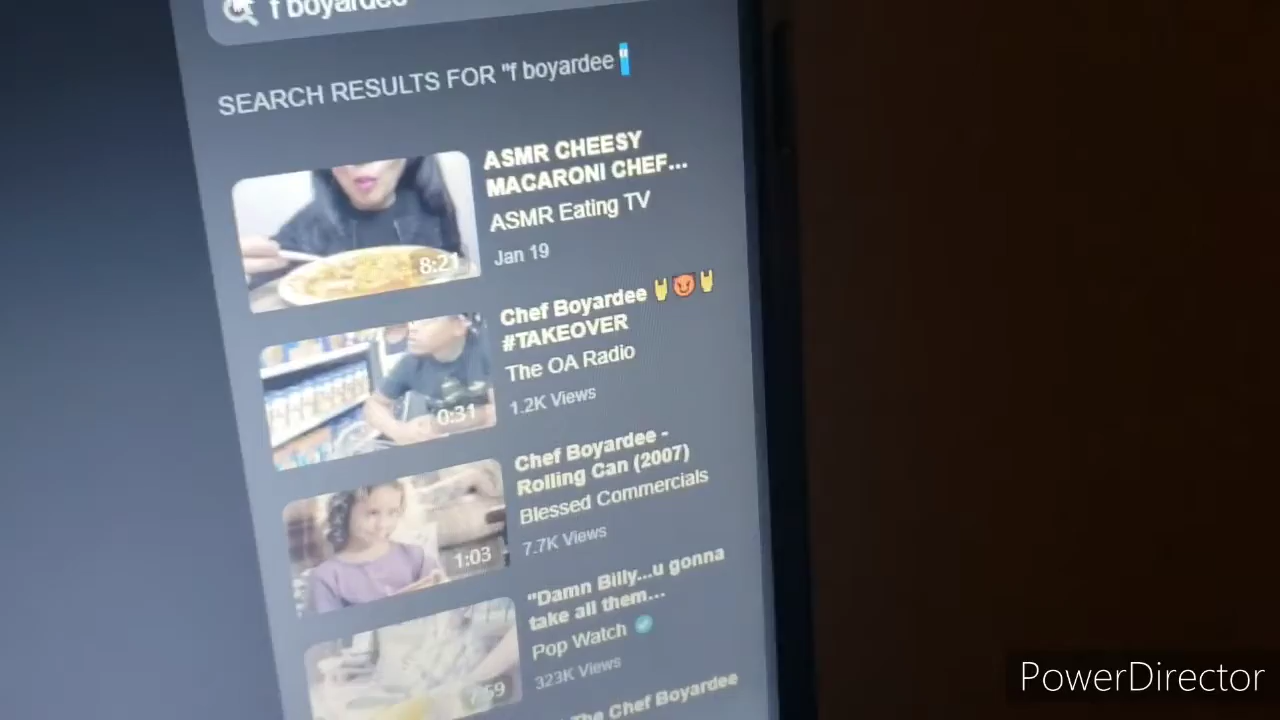 f boyardee
SEARCH RESULTS FOR "f boyardee "
ASMR CHEESY
MACARONI CHEF...
ASMR Eating TV
Jan 19
8:21
Chef Boyardee 🤘😈🤘
#TAKEOVER
The OA Radio
1.2K Views
0:31
Chef Boyardee -
Rolling Can (2007)
Blessed Commercials
7.7K Views
1:03
"Damn Billy...u gonna
take all them...
Pop Watch
323K Views
7:59
The Chef Boyardee
PowerDirector